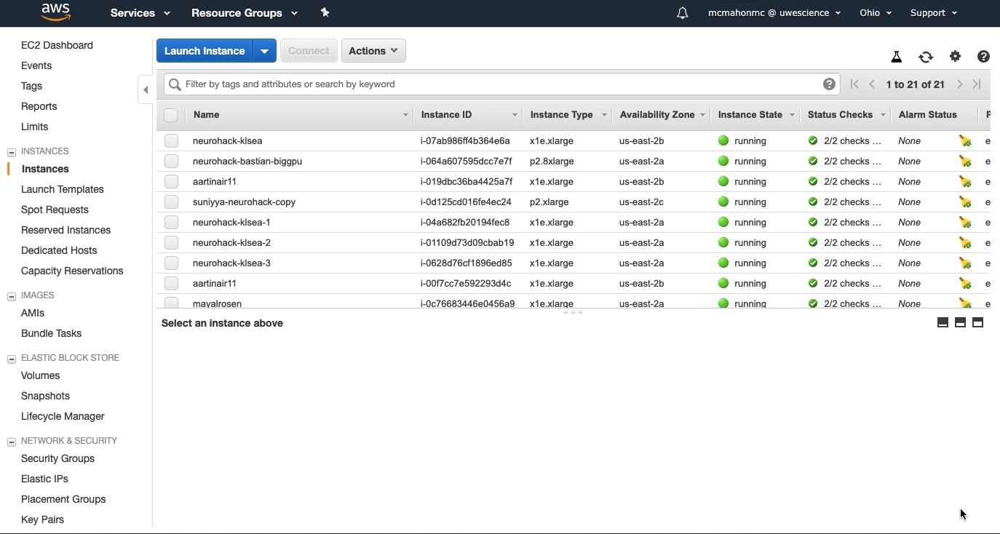 aws Services Resource Groups mcmahonmc @ uwescience Ohio Support
EC2 Dashboard
Events
Tags
Reports
Limits
INSTANCES
Instances
Launch Templates
Spot Requests
Reserved Instances
Dedicated Hosts
Capacity Reservations
IMAGES
AMIs
Bundle Tasks
ELASTIC BLOCK STORE
Volumes
Snapshots
Lifecycle Manager
NETWORK & SECURITY
Security Groups
Elastic IPs
Placement Groups
Key Pairs
Launch Instance Connect Actions
Filter by tags and attributes or search by keyword 1 to 21 of 21
Name Instance ID Instance Type Availability Zone Instance State Status Checks Alarm Status
neurohack-klsea i-07ab986ff4b364e6a x1e.xlarge us-east-2b running 2/2 checks ... None e
neurohack-bastian-biggpu i-064a607595dcc7e7f p2.8xlarge us-east-2a running 2/2 checks ... None e
aartinair11 i-019dbc36ba4425a7f x1e.xlarge us-east-2b running 2/2 checks ... None e
suniyya-neurohack-copy i-0d125cd016fe4ec24 p2.xlarge us-east-2c running 2/2 checks ... None e
neurohack-klsea-1 i-04a682fb20194fec8 x1e.xlarge us-east-2a running 2/2 checks ... None e
neurohack-klsea-2 i-01109d73d09cbab19 x1e.xlarge us-east-2a running 2/2 checks ... None e
neurohack-klsea-3 i-0628d76cf1896ed85 x1e.xlarge us-east-2a running 2/2 checks ... None e
aartinair11 i-00f7cc7e592293d4c x1e.xlarge us-east-2b running 2/2 checks ... None e
mayalrosen i-0c76683446e0456a9 x1e.xlarge us-east-2a running 2/2 checks ... None e
Select an instance above